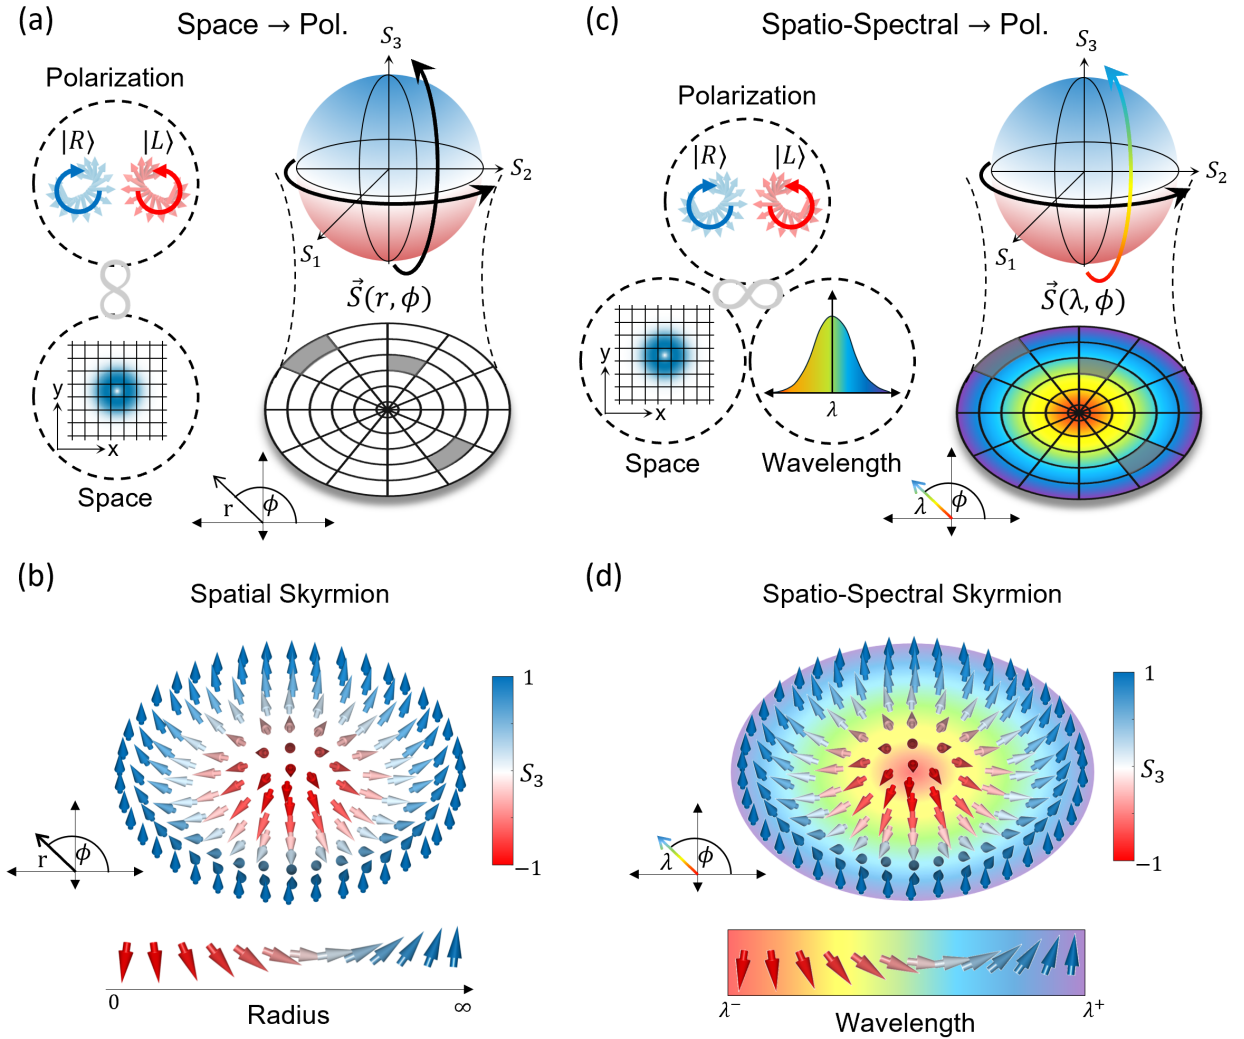 (a)
Space → Pol.
Polarization
|R⟩ |L⟩
S₃
S₂
S₁
y
x
Space
S⃗(r, ϕ)
r
ϕ
(c)
Spatio-Spectral → Pol.
Polarization
|R⟩ |L⟩
S₃
S₂
S₁
y
x
Space
λ
Wavelength
S⃗(λ, ϕ)
λ
ϕ
(b)
Spatial Skyrmion
r
ϕ
1
S₃
−1
0
∞
Radius
(d)
Spatio-Spectral Skyrmion
λ
ϕ
1
S₃
−1
λ⁻
λ⁺
Wavelength